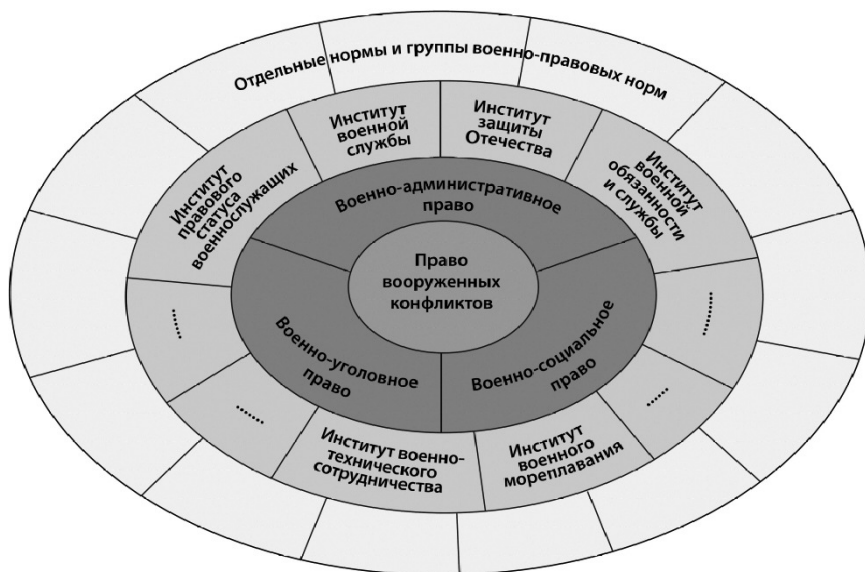 Отдельные нормы и группы военно-правовых норм
Институт
военной
службы
Институт
защиты
Отечества
Институт
правового
статуса
военнослужащих
Институт
военной
обязанности
и службы
Военно-административное
право
Право
вооруженных
конфликтов
Военно-уголовное
право
Военно-социальное
право
........
.........
......
......
Институт военно-
технического
сотрудничества
Институт
военного
мореплавания